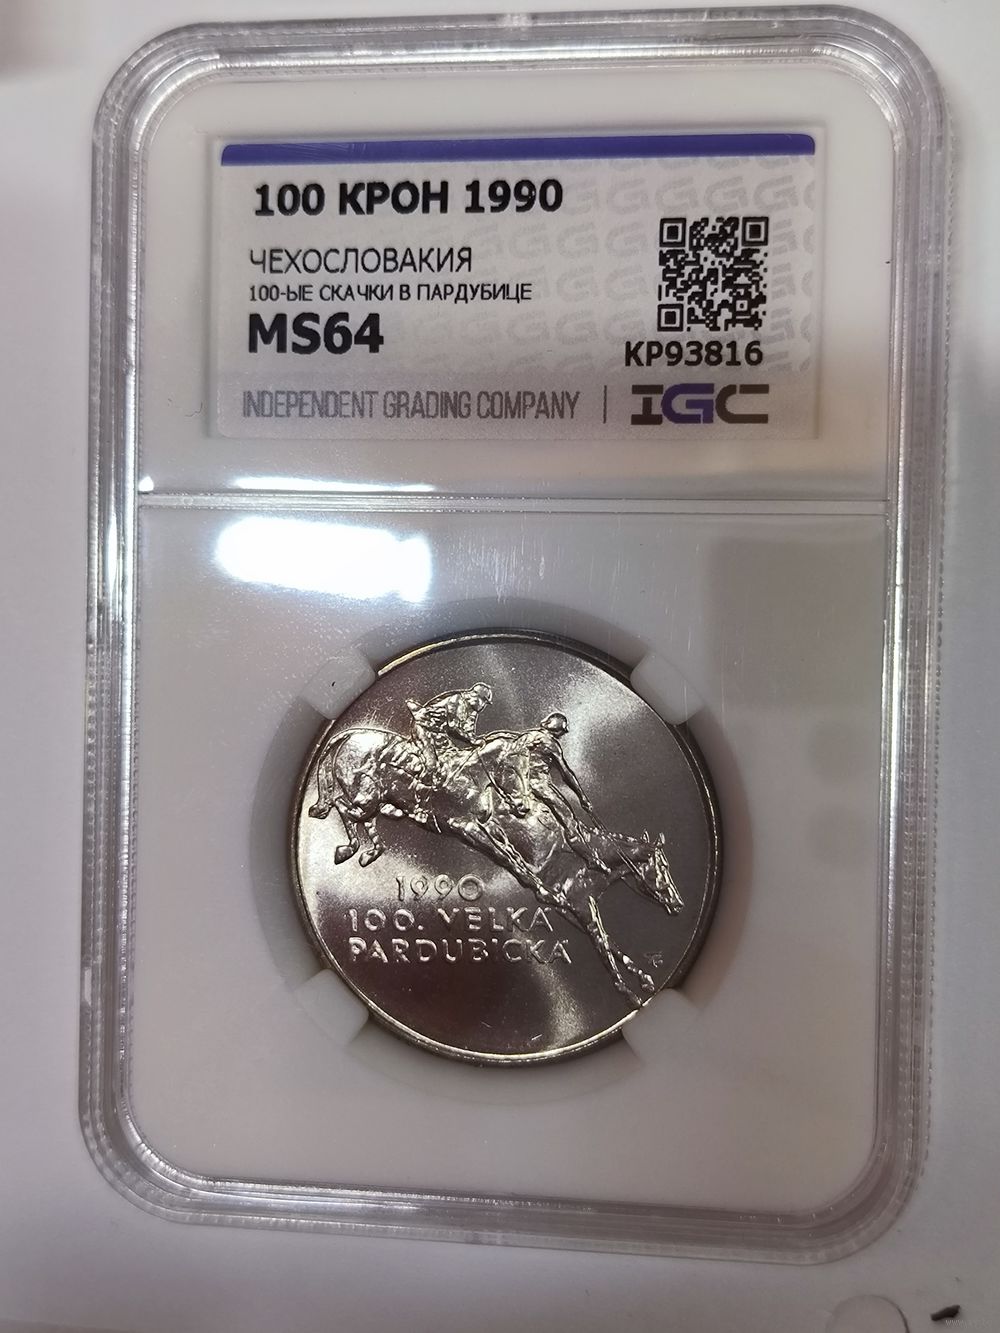 100 КРОН 1990
ЧЕХОСЛОВАКИЯ
100-ЫЕ СКАЧКИ В ПАРДУБИЦЕ
MS64
KP93816
INDEPENDENT GRADING COMPANY | IGC
1990
100. VELKÁ
PARDUBICKÁ